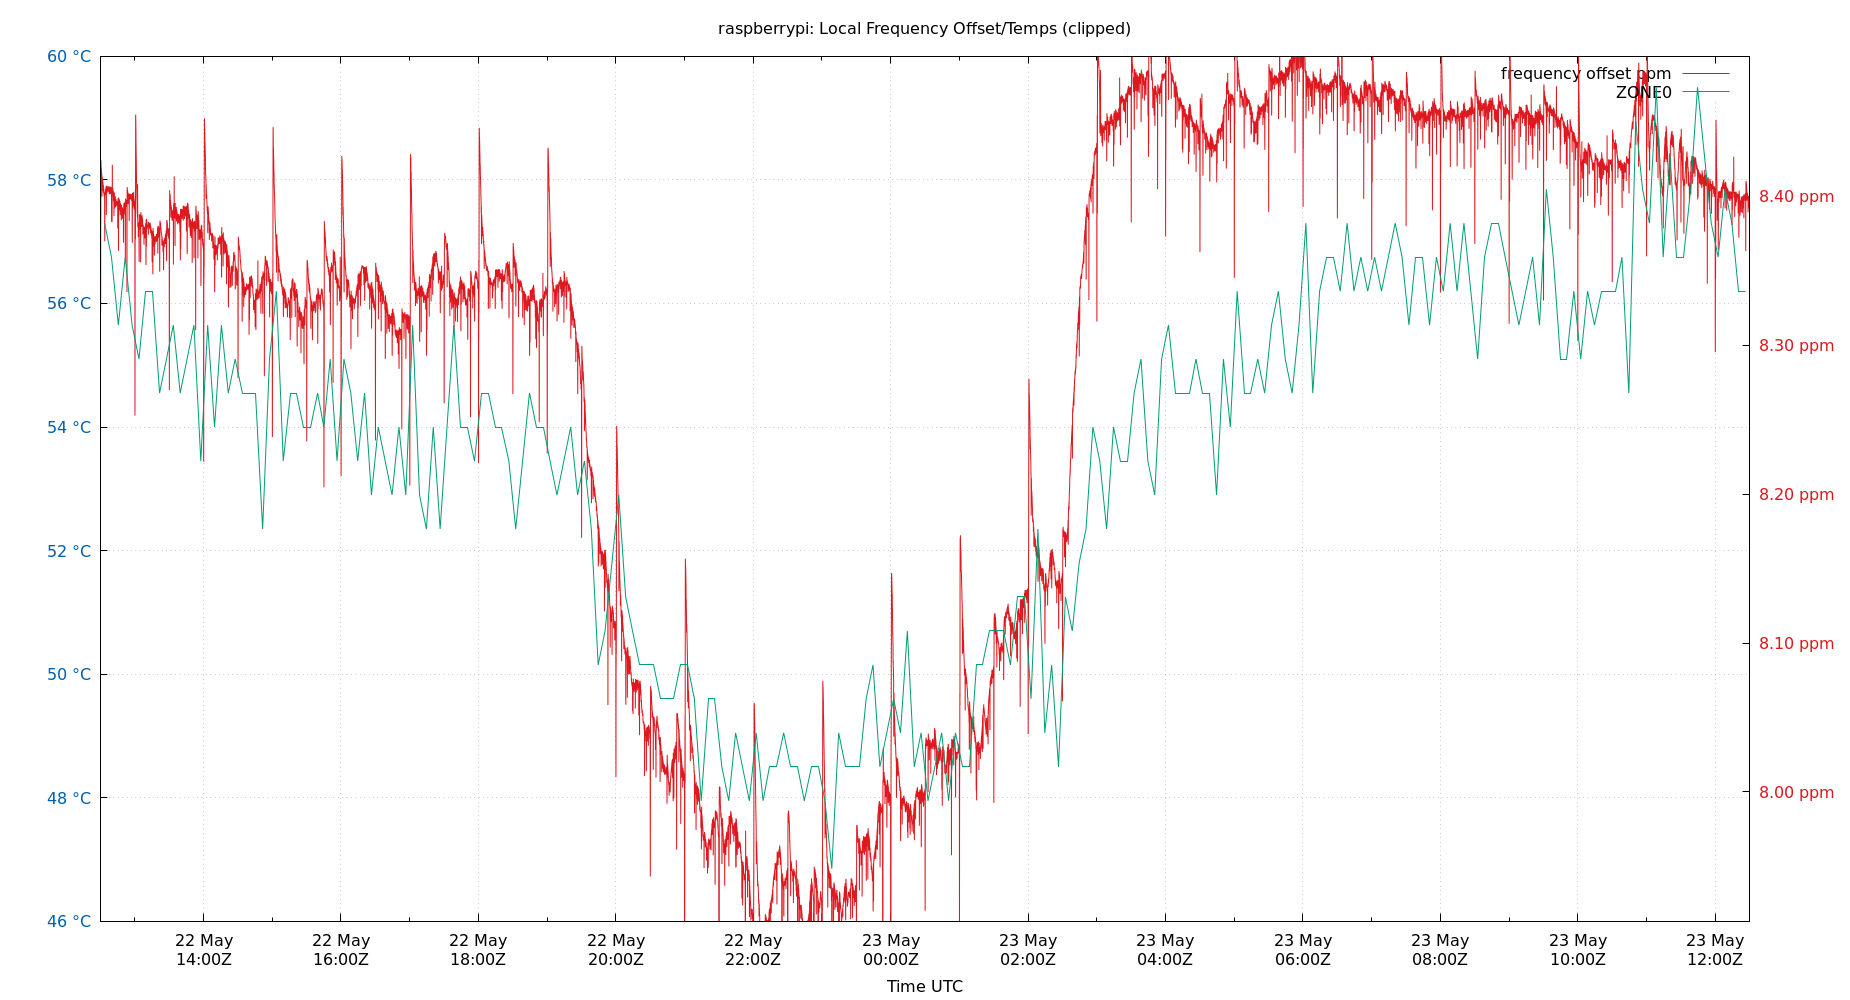 raspberrypi: Local Frequency Offset/Temps (clipped)
60 °C
58 °C
56 °C
54 °C
52 °C
50 °C
48 °C
46 °C
frequency offset ppm
ZONE0
8.40 ppm
8.30 ppm
8.20 ppm
8.10 ppm
8.00 ppm
22 May 22 May 22 May 22 May 22 May 23 May 23 May 23 May 23 May 23 May 23 May 23 May
14:00Z 16:00Z 18:00Z 20:00Z 22:00Z 00:00Z 02:00Z 04:00Z 06:00Z 08:00Z 10:00Z 12:00Z
Time UTC